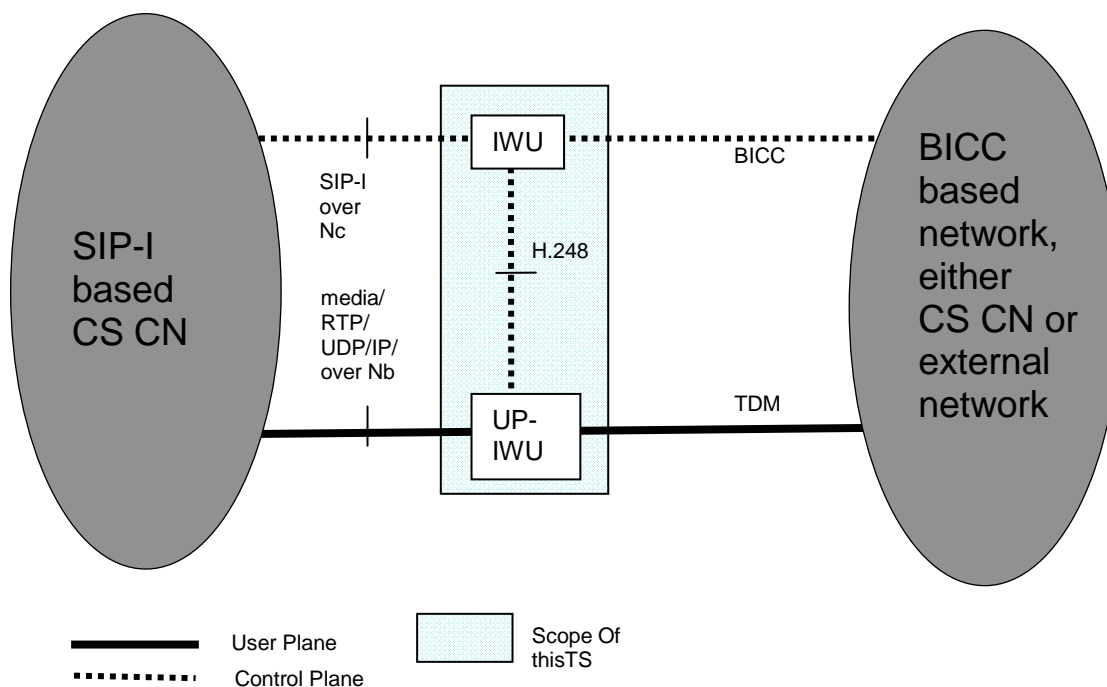 SIP-I
based
CS CN
SIP-I
over
Nc
media/
RTP/
UDP/IP/
over Nb
IWU
H.248
UP-
IWU
BICC
TDM
BICC
based
network,
either
CS CN or
external
network
User Plane
Control Plane
Scope Of
thisTS